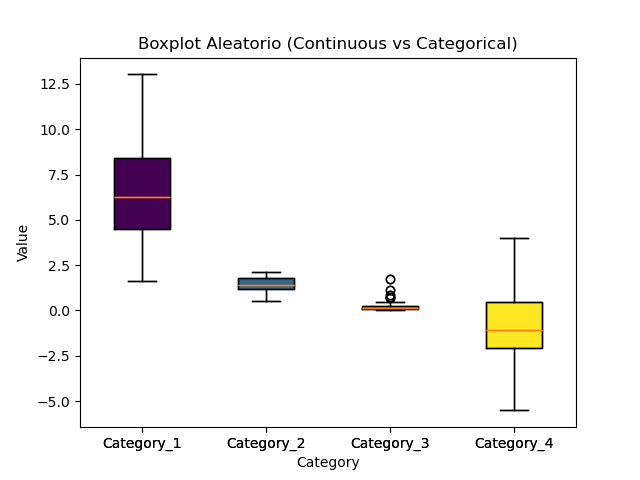 Boxplot Aleatorio (Continuous vs Categorical)
12.5
10.0
7.5
5.0
2.5
0.0
−2.5
−5.0
Value
Category_1 Category_2 Category_3 Category_4
Category